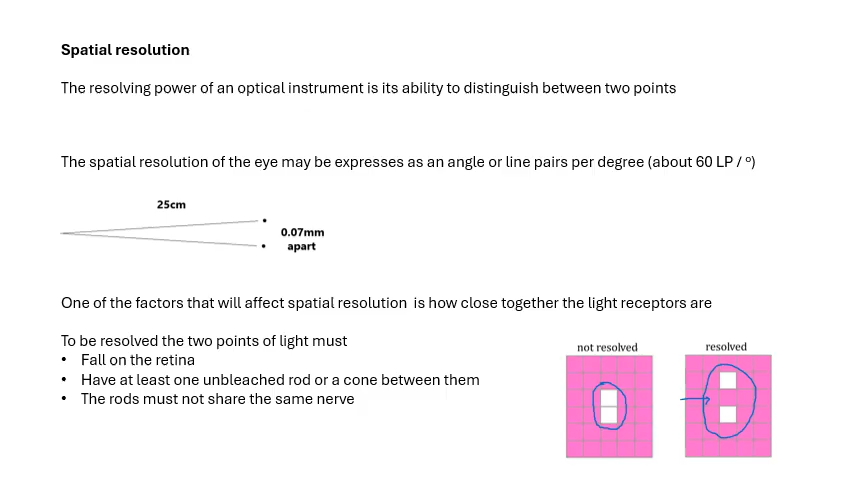 Spatial resolution
The resolving power of an optical instrument is its ability to distinguish between two points
The spatial resolution of the eye may be expresses as an angle or line pairs per degree (about 60 LP / º)
25cm
0.07mm
apart
One of the factors that will affect spatial resolution  is how close together the light receptors are
To be resolved the two points of light must
• Fall on the retina
• Have at least one unbleached rod or a cone between them
• The rods must not share the same nerve
not resolved
resolved